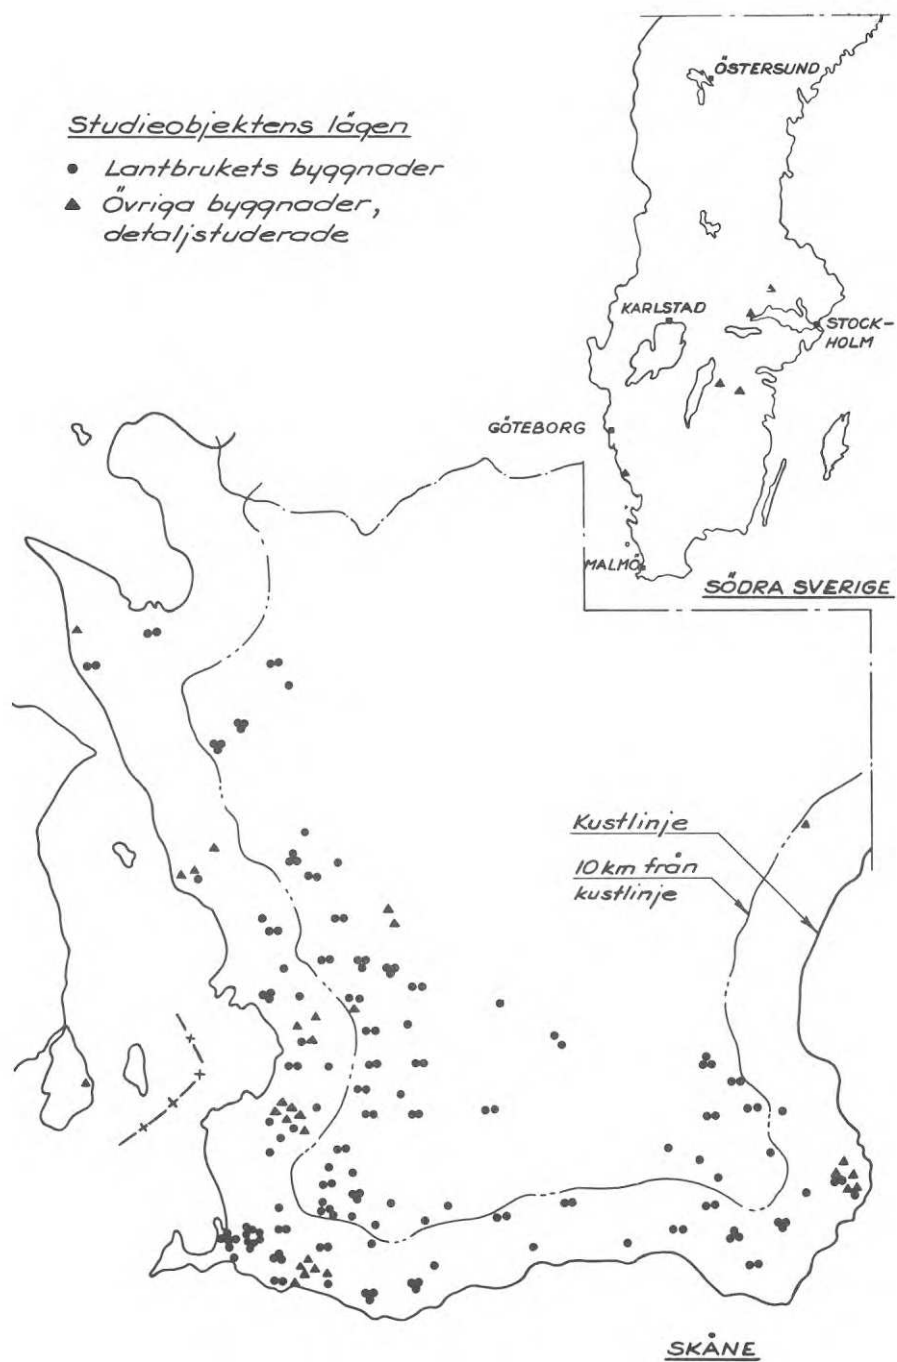 Studieobjektens lägen
Lantbrukets byggnader
Övriga byggnader,
detaljstuderade
ÖSTERSUND
KARLSTAD
STOCK-
HOLM
GÖTEBORG
MALMÖ
SÖDRA SVERIGE
Kustlinje
10 km från
kustlinje
SKÅNE